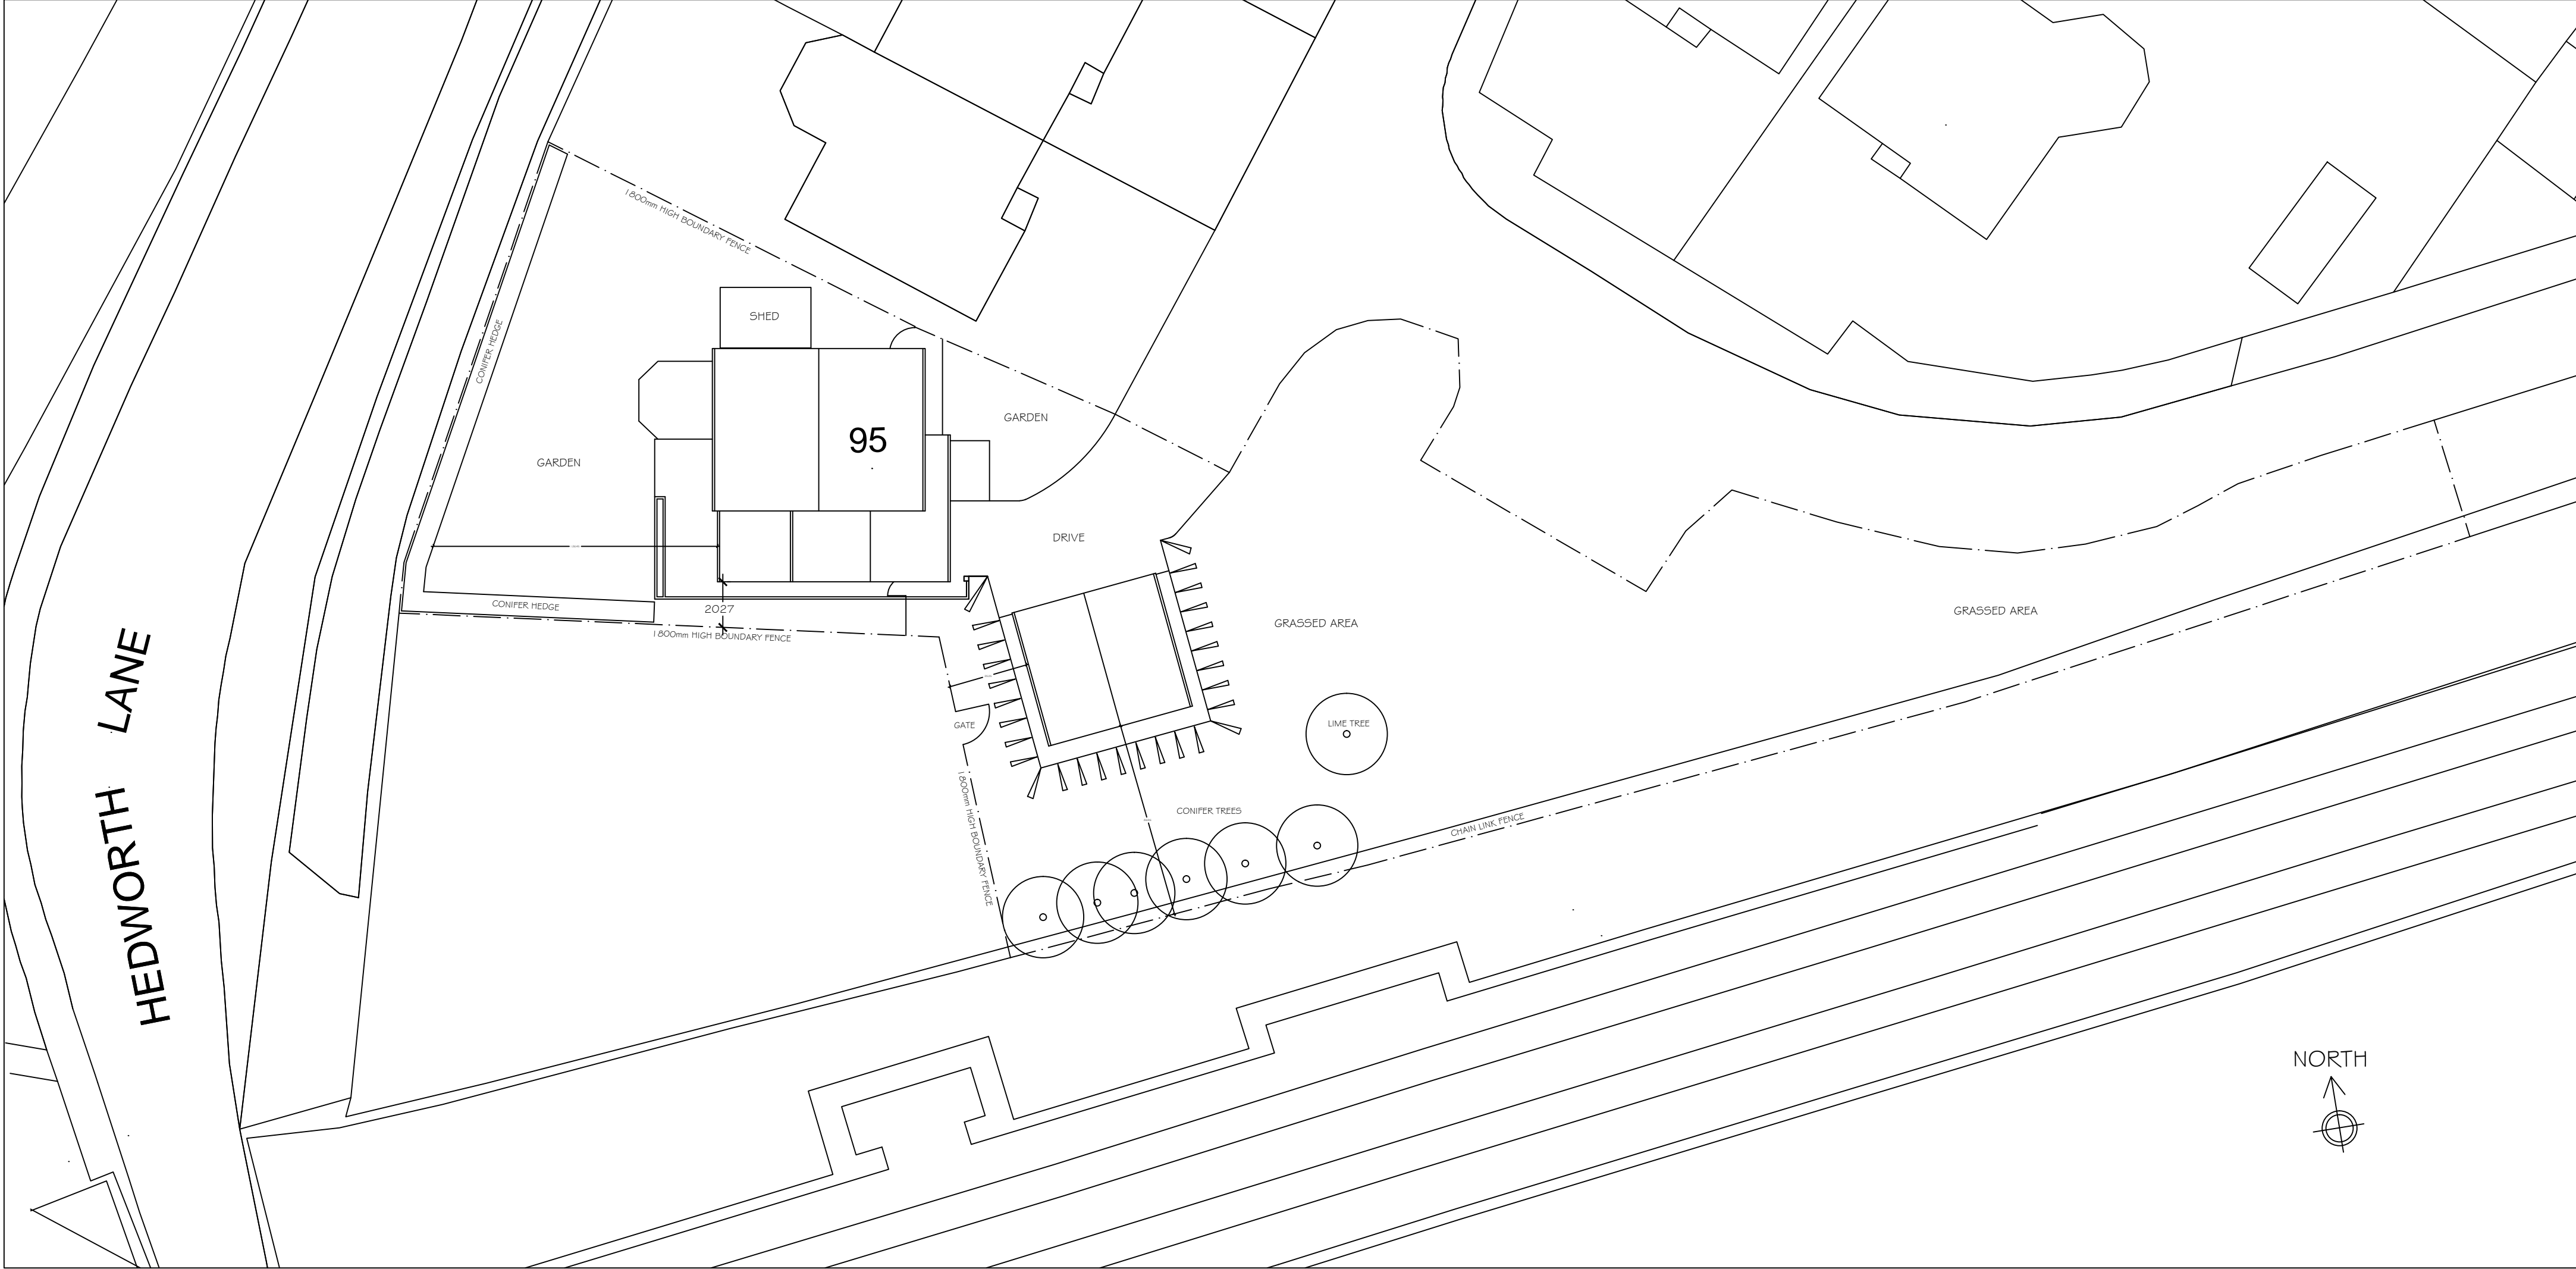 1800mm HIGH BOUNDARY FENCE
SHED
CONIFER HEDGE
GARDEN
95
GARDEN
DRIVE
CONIFER HEDGE
2027
1800mm HIGH BOUNDARY FENCE
GRASSED AREA
GRASSED AREA
HEDWORTH LANE
GATE
LIME TREE
1800mm HIGH BOUNDARY FENCE
CONIFER TREES
CHAIN LINK FENCE
NORTH